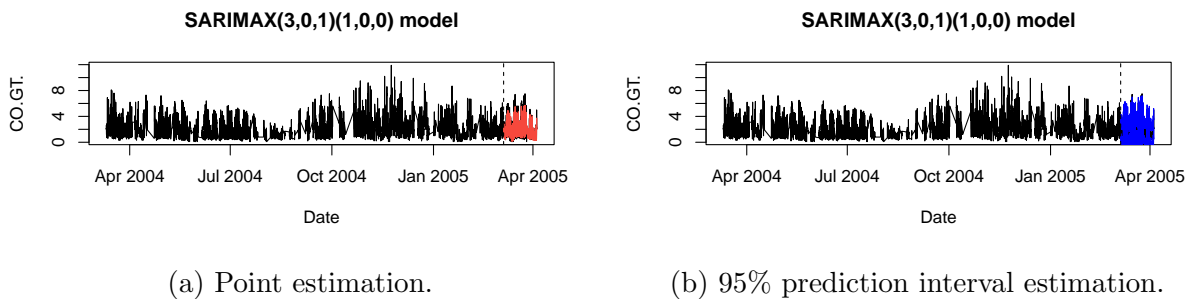 SARIMAX(3,0,1)(1,0,0) model
CO.GT.
8
4
0
Apr 2004 Jul 2004 Oct 2004 Jan 2005 Apr 2005
Date
(a) Point estimation.
SARIMAX(3,0,1)(1,0,0) model
CO.GT.
8
4
0
Apr 2004 Jul 2004 Oct 2004 Jan 2005 Apr 2005
Date
(b) 95% prediction interval estimation.